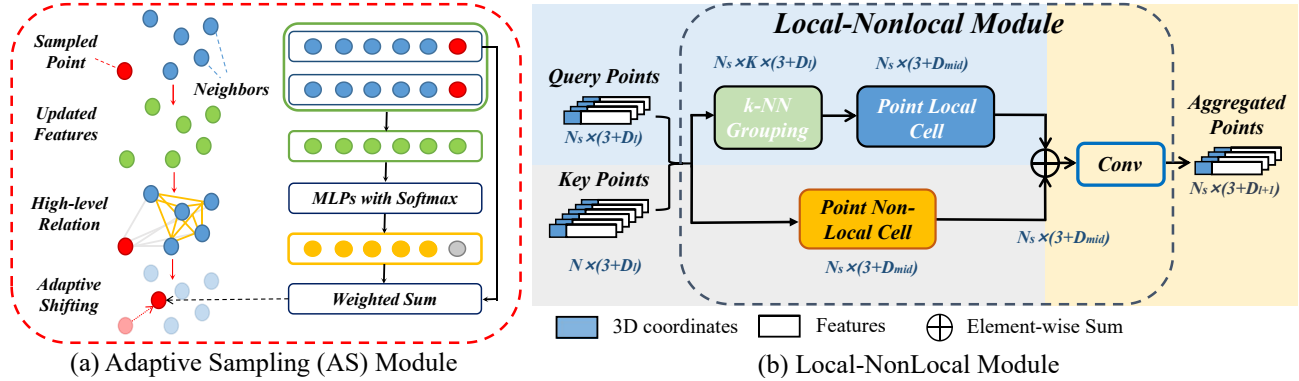 Sampled
Point
Neighbors
Updated
Features
High-level
Relation
Adaptive
Shifting
MLPs with Softmax
Weighted Sum
(a) Adaptive Sampling (AS) Module
Local-Nonlocal Module
Query Points
Nₛ×(3+Dₗ)
Key Points
N×(3+Dₗ)
Nₛ×K×(3+Dₗ)
k-NN
Grouping
Nₛ×(3+D_mid)
Point Local
Cell
Point Non-
Local Cell
Nₛ×(3+D_mid)
Nₛ×(3+D_mid)
Conv
Aggregated
Points
Nₛ×(3+Dₗ₊₁)
3D coordinates
Features
Element-wise Sum
(b) Local-NonLocal Module